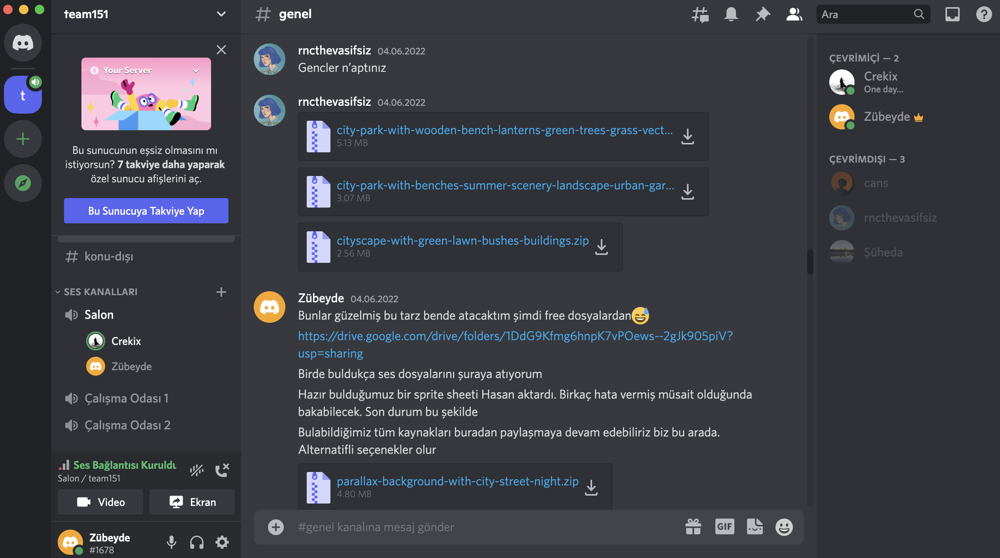 team151
t
Your Server
Bu sunucunun eşsiz olmasını mı
istiyorsun? 7 takviye daha yaparak
özel sunucu afişlerini aç.
Bu Sunucuya Takviye Yap
konu-dışı
SES KANALLARI
Salon
Crekix
Zübeyde
Çalışma Odası 1
Çalışma Odası 2
Ses Bağlantısı Kuruldu
Salon / team151
Video
Ekran
Zübeyde
#1678
genel
Ara
rncthevasifsiz 04.06.2022
Gencler n’aptınız
rncthevasifsiz 04.06.2022
city-park-with-wooden-bench-lanterns-green-trees-grass-vect...
5.13 MB
city-park-with-benches-summer-scenery-landscape-urban-gar...
3.07 MB
cityscape-with-green-lawn-bushes-buildings.zip
2.56 MB
Zübeyde 04.06.2022
Bunlar güzelmiş bu tarz bende atacaktım şimdi free dosyalardan😅
https://drive.google.com/drive/folders/1DdG9Kfmg6hnpK7vPOews--2gJk905piV?
usp=sharing
Birde buldukça ses dosyalarını şuraya atıyorum
Hazır bulduğumuz bir sprite sheeti Hasan aktardı. Birkaç hata vermiş müsait olduğunda
bakabilecek. Son durum bu şekilde
Bulabildiğimiz tüm kaynakları buradan paylaşmaya devam edebiliriz biz bu arada.
Alternatifli seçenekler olur
parallax-background-with-city-street-night.zip
4.80 MB
#genel kanalına mesaj gönder
GIF
ÇEVRİMİÇİ — 2
Crekix
One day...
Zübeyde
ÇEVRİMDIŞI — 3
cans
rncthevasifsiz
Şüheda